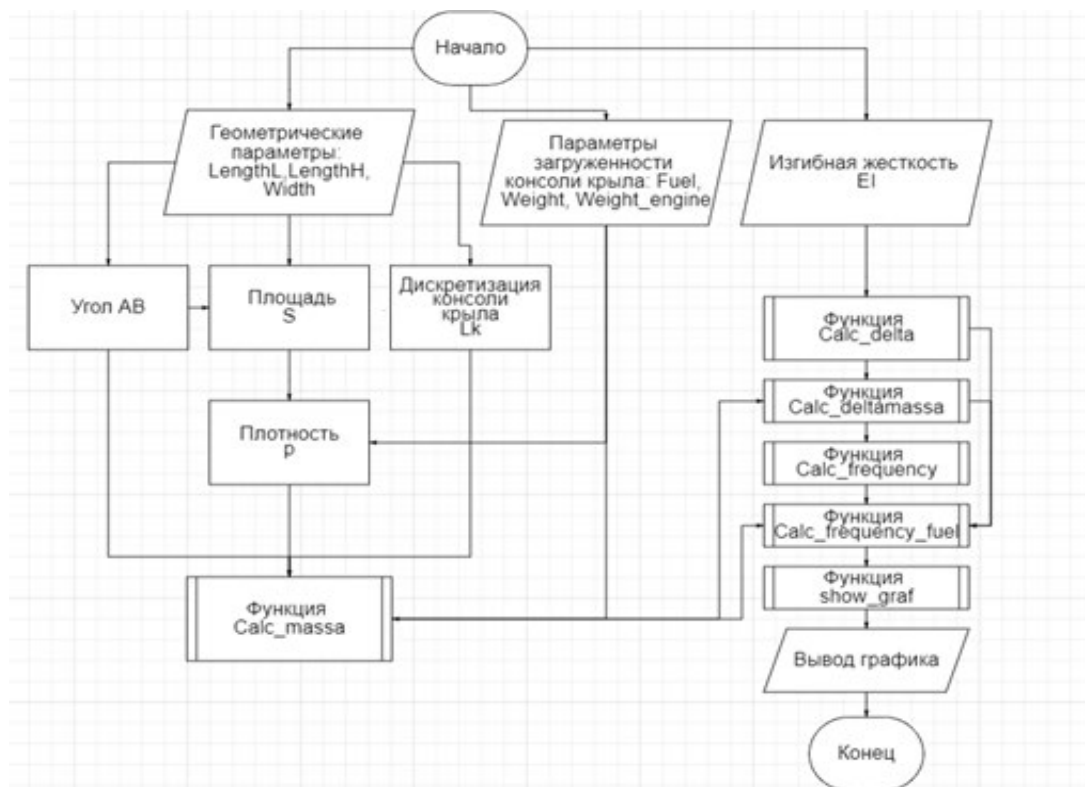 Начало
Геометрические
параметры:
LengthL,LengthH,
Width
Параметры
загруженности
консоли крыла: Fuel,
Weight, Weight_engine
Изгибная жесткость
EI
Угол AB
Площадь
S
Дискретизация
консоли
крыла
Lk
Функция
Calc_delta
Функция
Calc_deltamassa
Плотность
p
Функция
Calc_frequency
Функция
Calc_frequency_fuel
Функция
Calc_massa
Функция
show_graf
Вывод графика
Конец